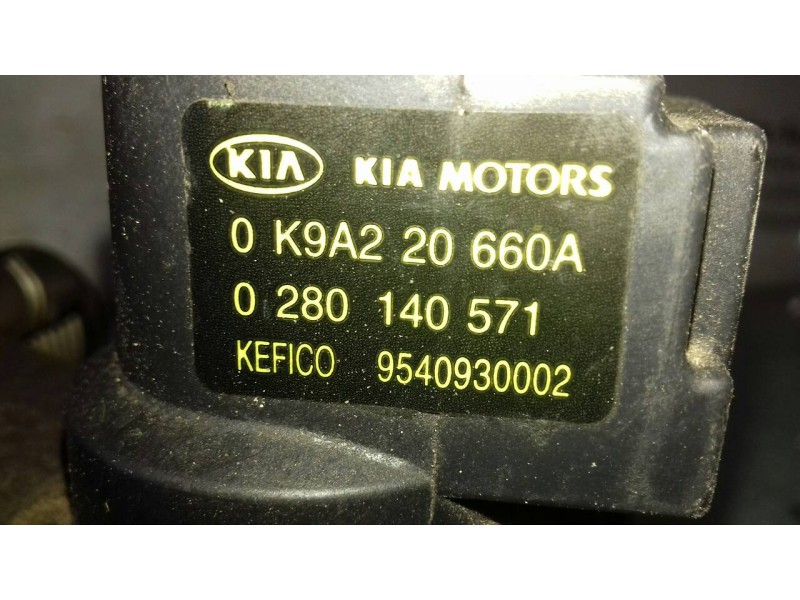 KIA KIA MOTORS
0 K9A2 20 660A
0 280 140 571
KEFICO 9540930002